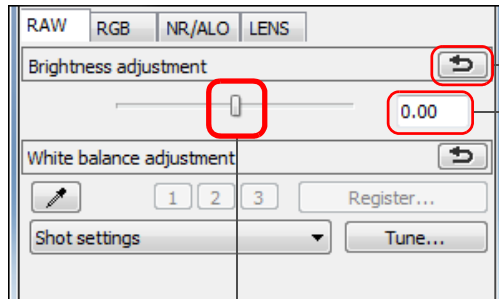 RAW RGB NR/ALO LENS
Brightness adjustment
0.00
White balance adjustment
1 2 3 Register...
Shot settings Tune...